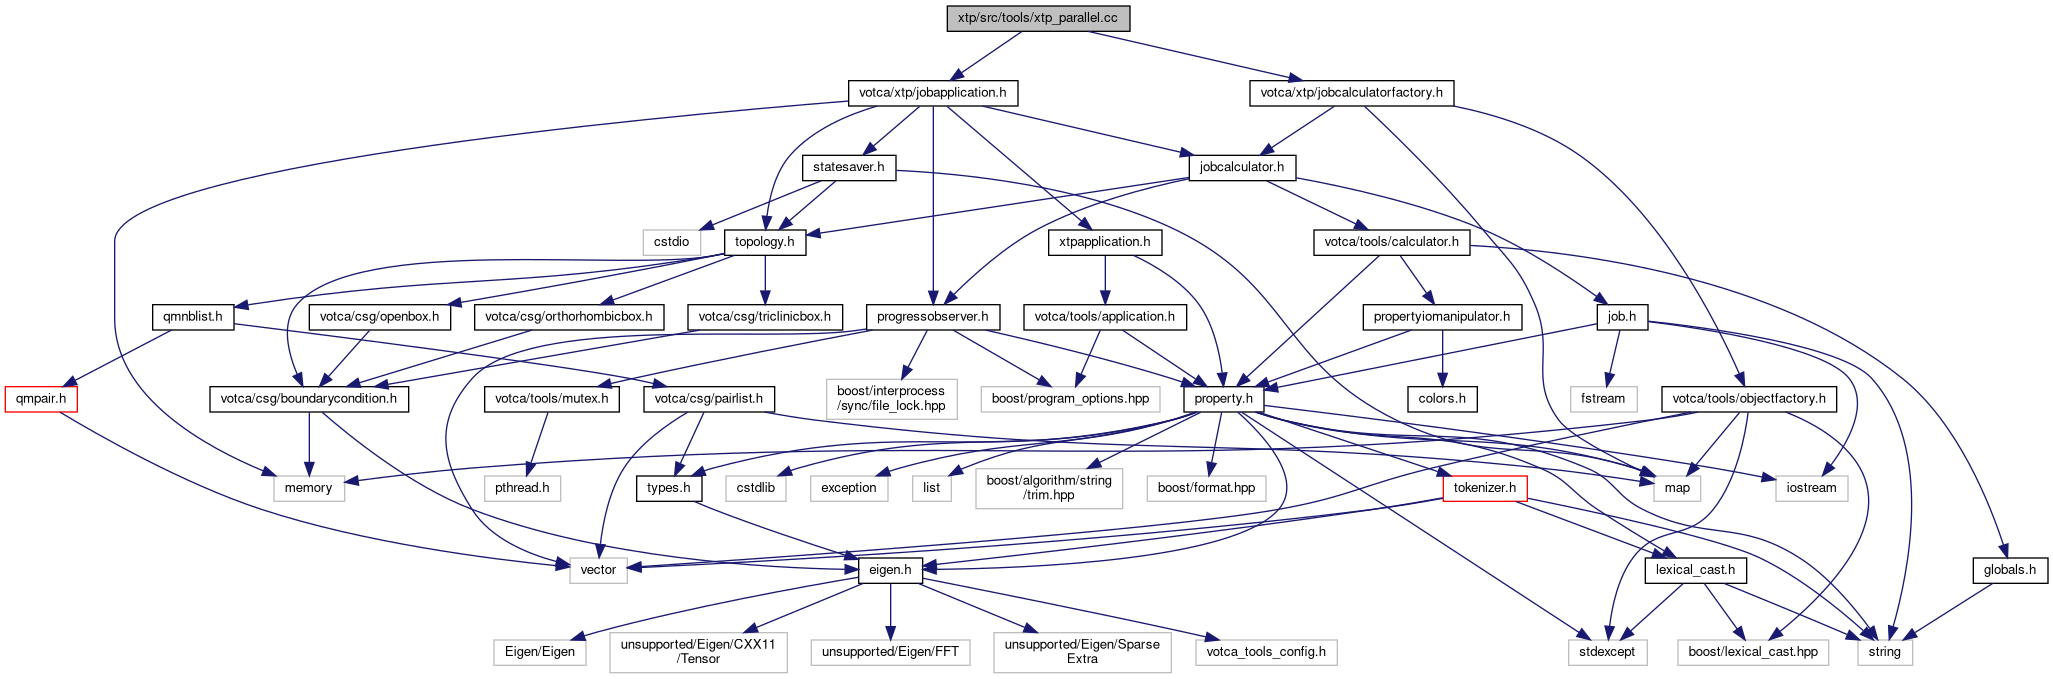 xtp/src/tools/xtp_parallel.cc
votca/xtp/jobapplication.h
votca/xtp/jobcalculatorfactory.h
statesaver.h
jobcalculator.h
cstdio
topology.h
xtpapplication.h
votca/tools/calculator.h
qmnblist.h
votca/csg/openbox.h
votca/csg/orthorhombicbox.h
votca/csg/triclinicbox.h
progressobserver.h
votca/tools/application.h
propertyiomanipulator.h
job.h
qmpair.h
votca/csg/boundarycondition.h
votca/tools/mutex.h
votca/csg/pairlist.h
boost/interprocess
/sync/file_lock.hpp
boost/program_options.hpp
property.h
colors.h
fstream
votca/tools/objectfactory.h
memory
pthread.h
types.h
cstdlib
exception
list
boost/algorithm/string
/trim.hpp
boost/format.hpp
tokenizer.h
map
iostream
vector
eigen.h
lexical_cast.h
globals.h
Eigen/Eigen
unsupported/Eigen/CXX11
/Tensor
unsupported/Eigen/FFT
unsupported/Eigen/Sparse
Extra
votca_tools_config.h
stdexcept
boost/lexical_cast.hpp
string